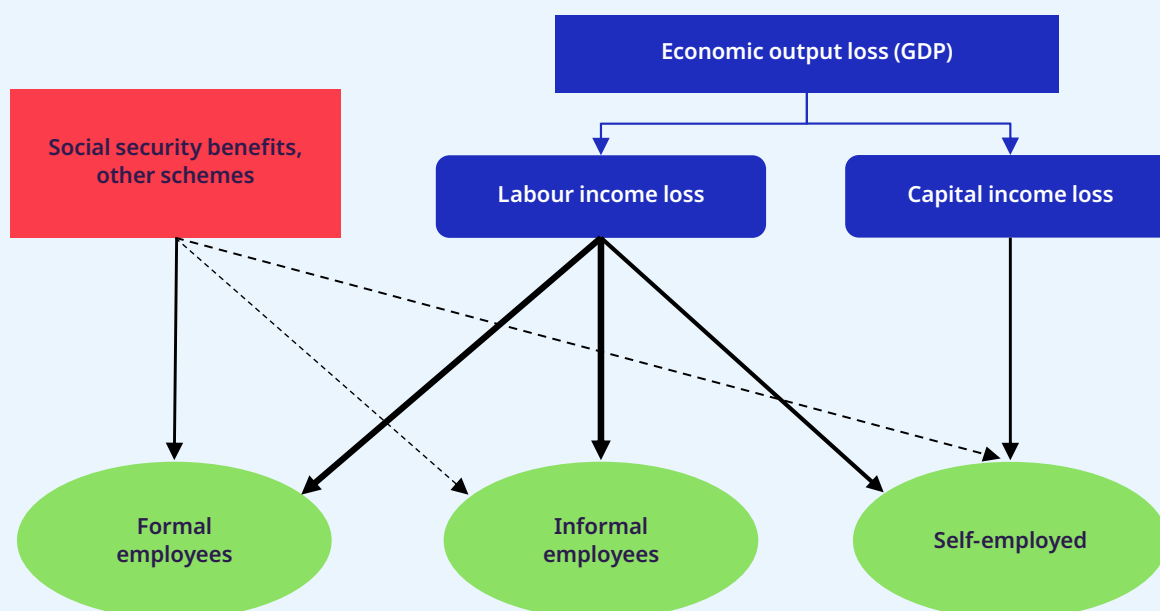 Economic output loss (GDP)
Social security benefits,
other schemes
Labour income loss
Capital income loss
Formal
employees
Informal
employees
Self-employed